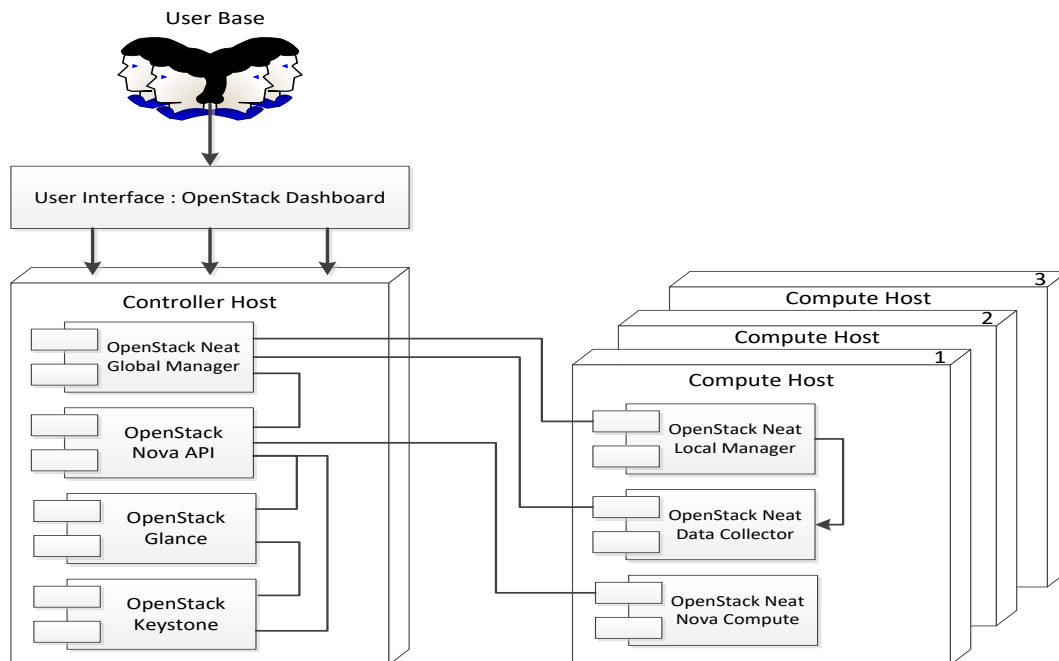 User Base
User Interface : OpenStack Dashboard
Controller Host
OpenStack Neat
Global Manager
OpenStack
Nova API
OpenStack
Glance
OpenStack
Keystone
3
Compute Host
2
Compute Host
1
Compute Host
OpenStack Neat
Local Manager
OpenStack Neat
Data Collector
OpenStack Neat
Nova Compute